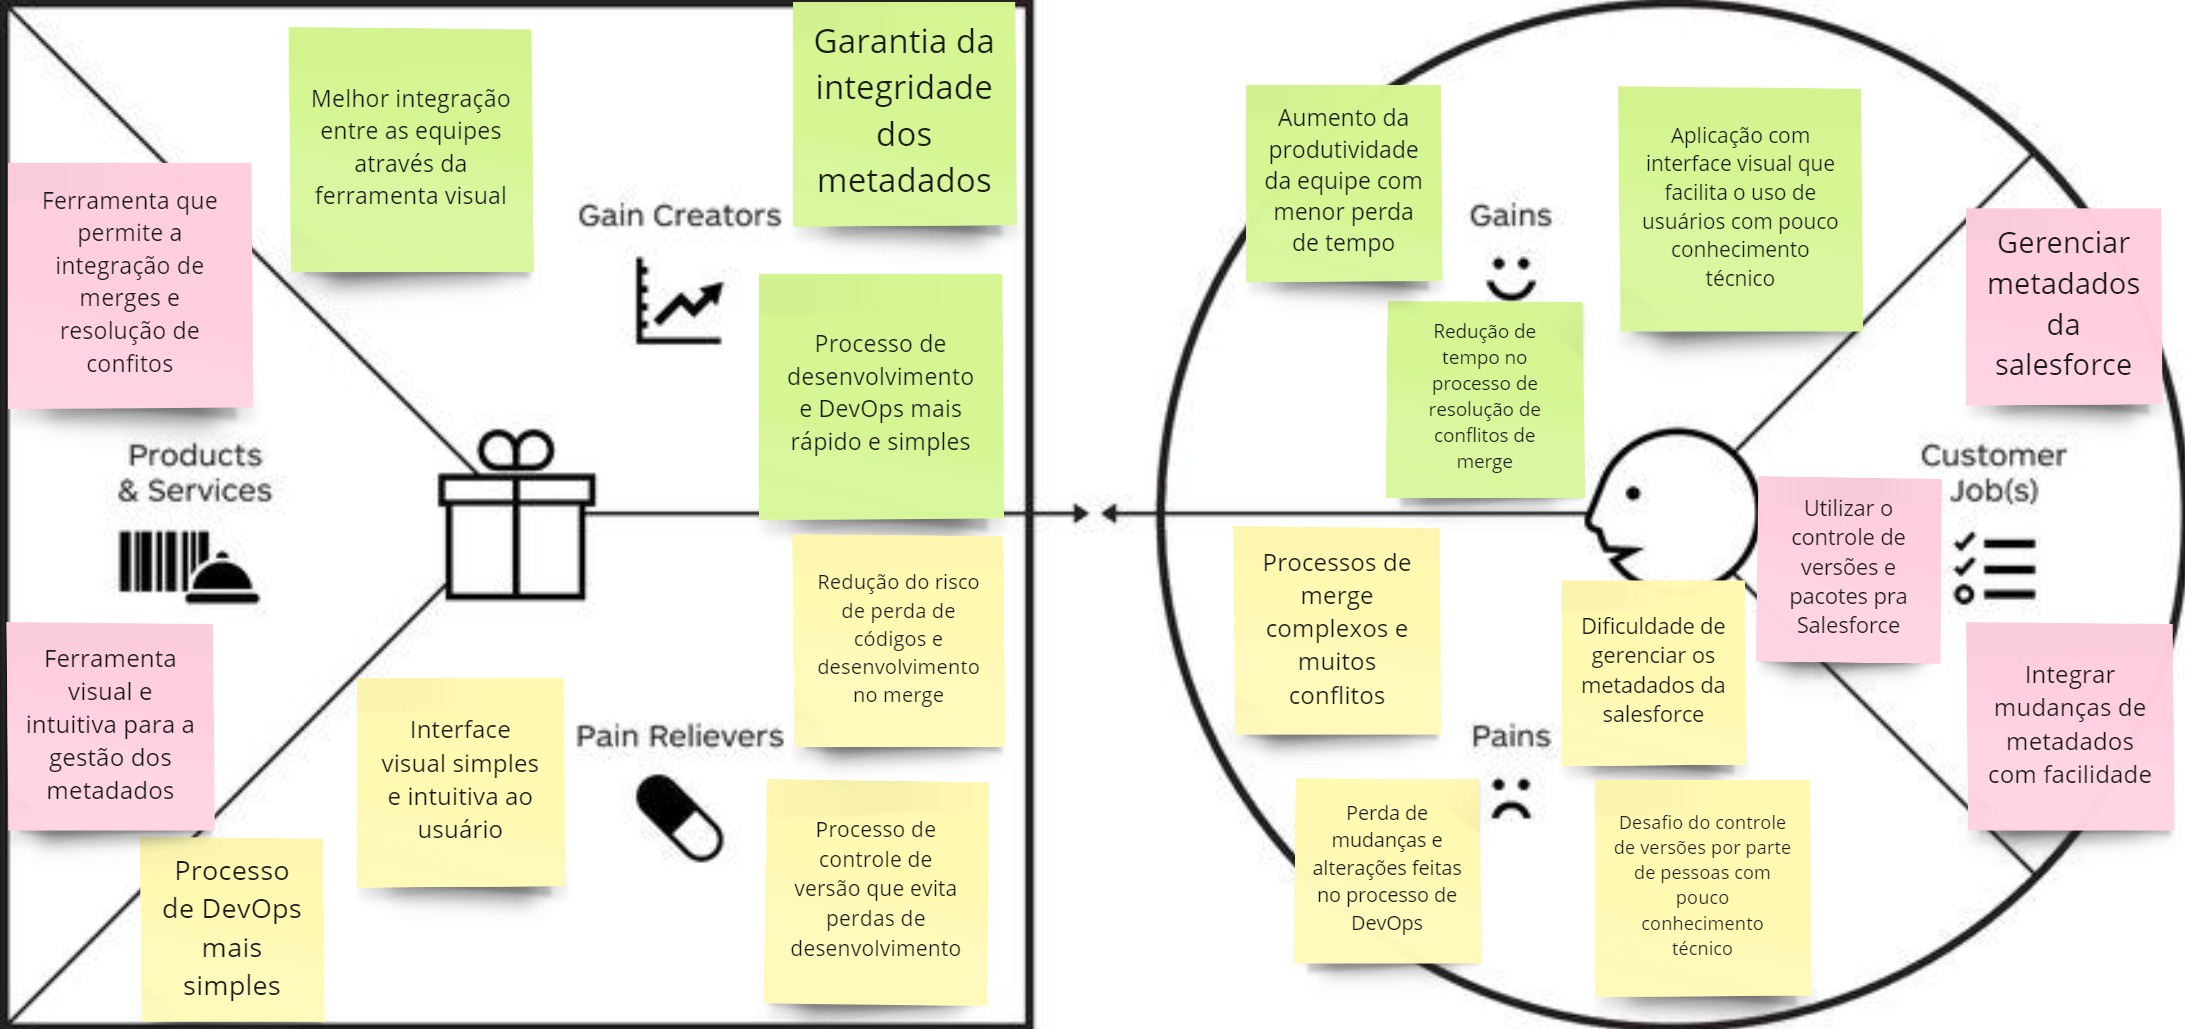 Melhor integração
entre as equipes
através da
ferramenta visual
Garantia da
integridade
dos
metadados
Gain Creators
Ferramenta que
permite a
integração de
merges e
resolução de
confitos
Processo de
desenvolvimento
e DevOps mais
rápido e simples
Products
& Services
Redução do risco
de perda de
códigos e
desenvolvimento
no merge
Ferramenta
visual e
intuitiva para a
gestão dos
metadados
Interface
visual simples
e intuitiva ao
usuário
Pain Relievers
Processo
de DevOps
mais
simples
Processo de
controle de
versão que evita
perdas de
desenvolvimento
Aumento da
produtividade
da equipe com
menor perda
de tempo
Gains
Aplicação com
interface visual que
facilita o uso de
usuários com pouco
conhecimento
técnico
Redução de
tempo no
processo de
resolução de
conflitos de
merge
Gerenciar
metadados
da
salesforce
Customer
Job(s)
Utilizar o
controle de
versões e
pacotes pra
Salesforce
Integrar
mudanças de
metadados
com facilidade
Processos de
merge
complexos e
muitos
conflitos
Dificuldade de
gerenciar os
metadados da
salesforce
Pains
Perda de
mudanças e
alterações feitas
no processo de
DevOps
Desafio do controle
de versões por parte
de pessoas com
pouco
conhecimento
técnico